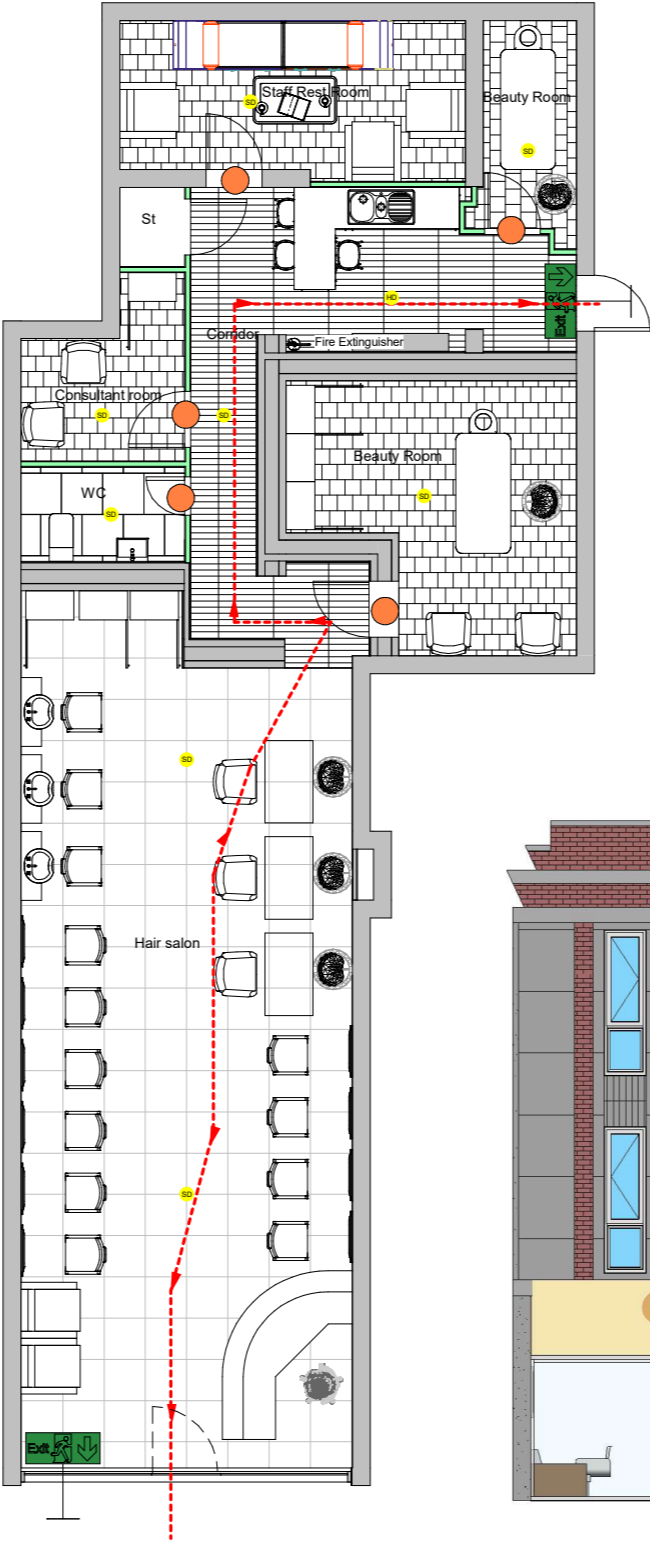 Staff Rest Room
SD
Beauty Room
SD
St
HD
Exit
Corridor
Fire Extinguisher
Consultant room
SD
SD
Beauty Room
SD
WC
SD
SD
Hair salon
SD
Exit